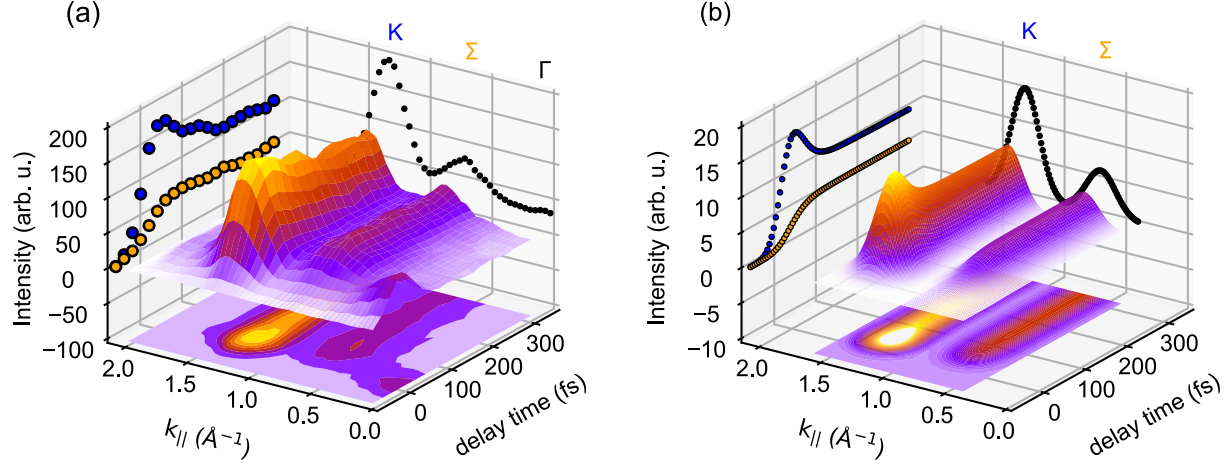 (a)
K
Σ
Γ
Intensity (arb. u.)
200
150
100
50
0
−50
−100
2.0
1.5
1.0
0.5
0.0
k|| (Å⁻¹)
0
100
200
300
delay time (fs)
(b)
K
Σ
Intensity (arb. u.)
20
15
10
5
0
−5
−10
2.0
1.5
1.0
0.5
0.0
k|| (Å⁻¹)
0
100
200
300
delay time (fs)